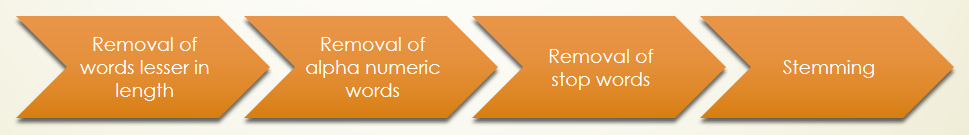 Removal of
words lesser in
length
Removal of
alpha numeric
words
Removal of
stop words
Stemming